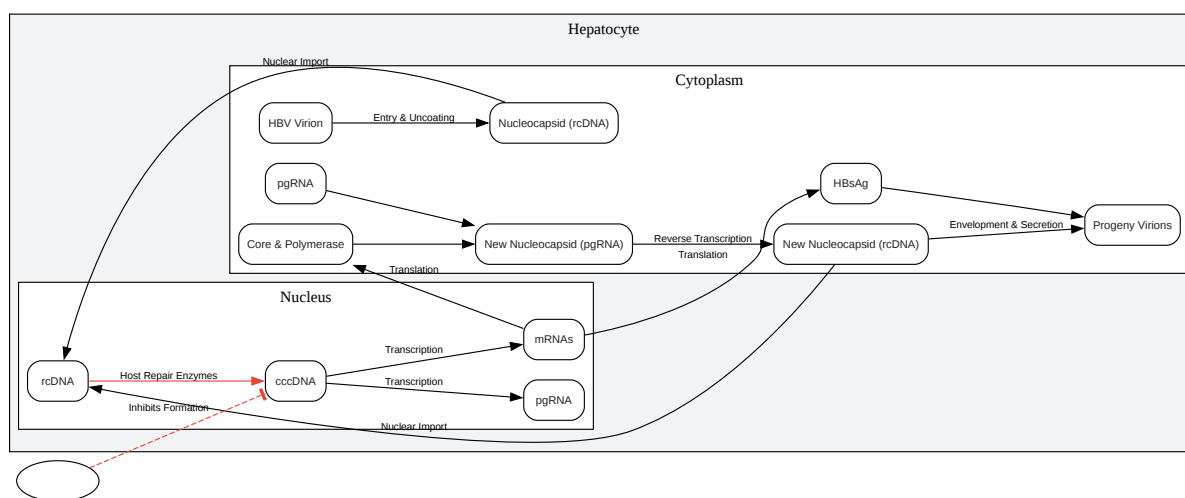 Hepatocyte
Nuclear Import
Cytoplasm
HBV Virion
Entry & Uncoating
Nucleocapsid (rcDNA)
pgRNA
HBsAg
Core & Polymerase
New Nucleocapsid (pgRNA)
Reverse Transcription
Translation
New Nucleocapsid (rcDNA)
Envelopment & Secretion
Progeny Virions
Translation
Nucleus
mRNAs
Transcription
rcDNA
Host Repair Enzymes
cccDNA
Transcription
pgRNA
Inhibits Formation
Nuclear Import